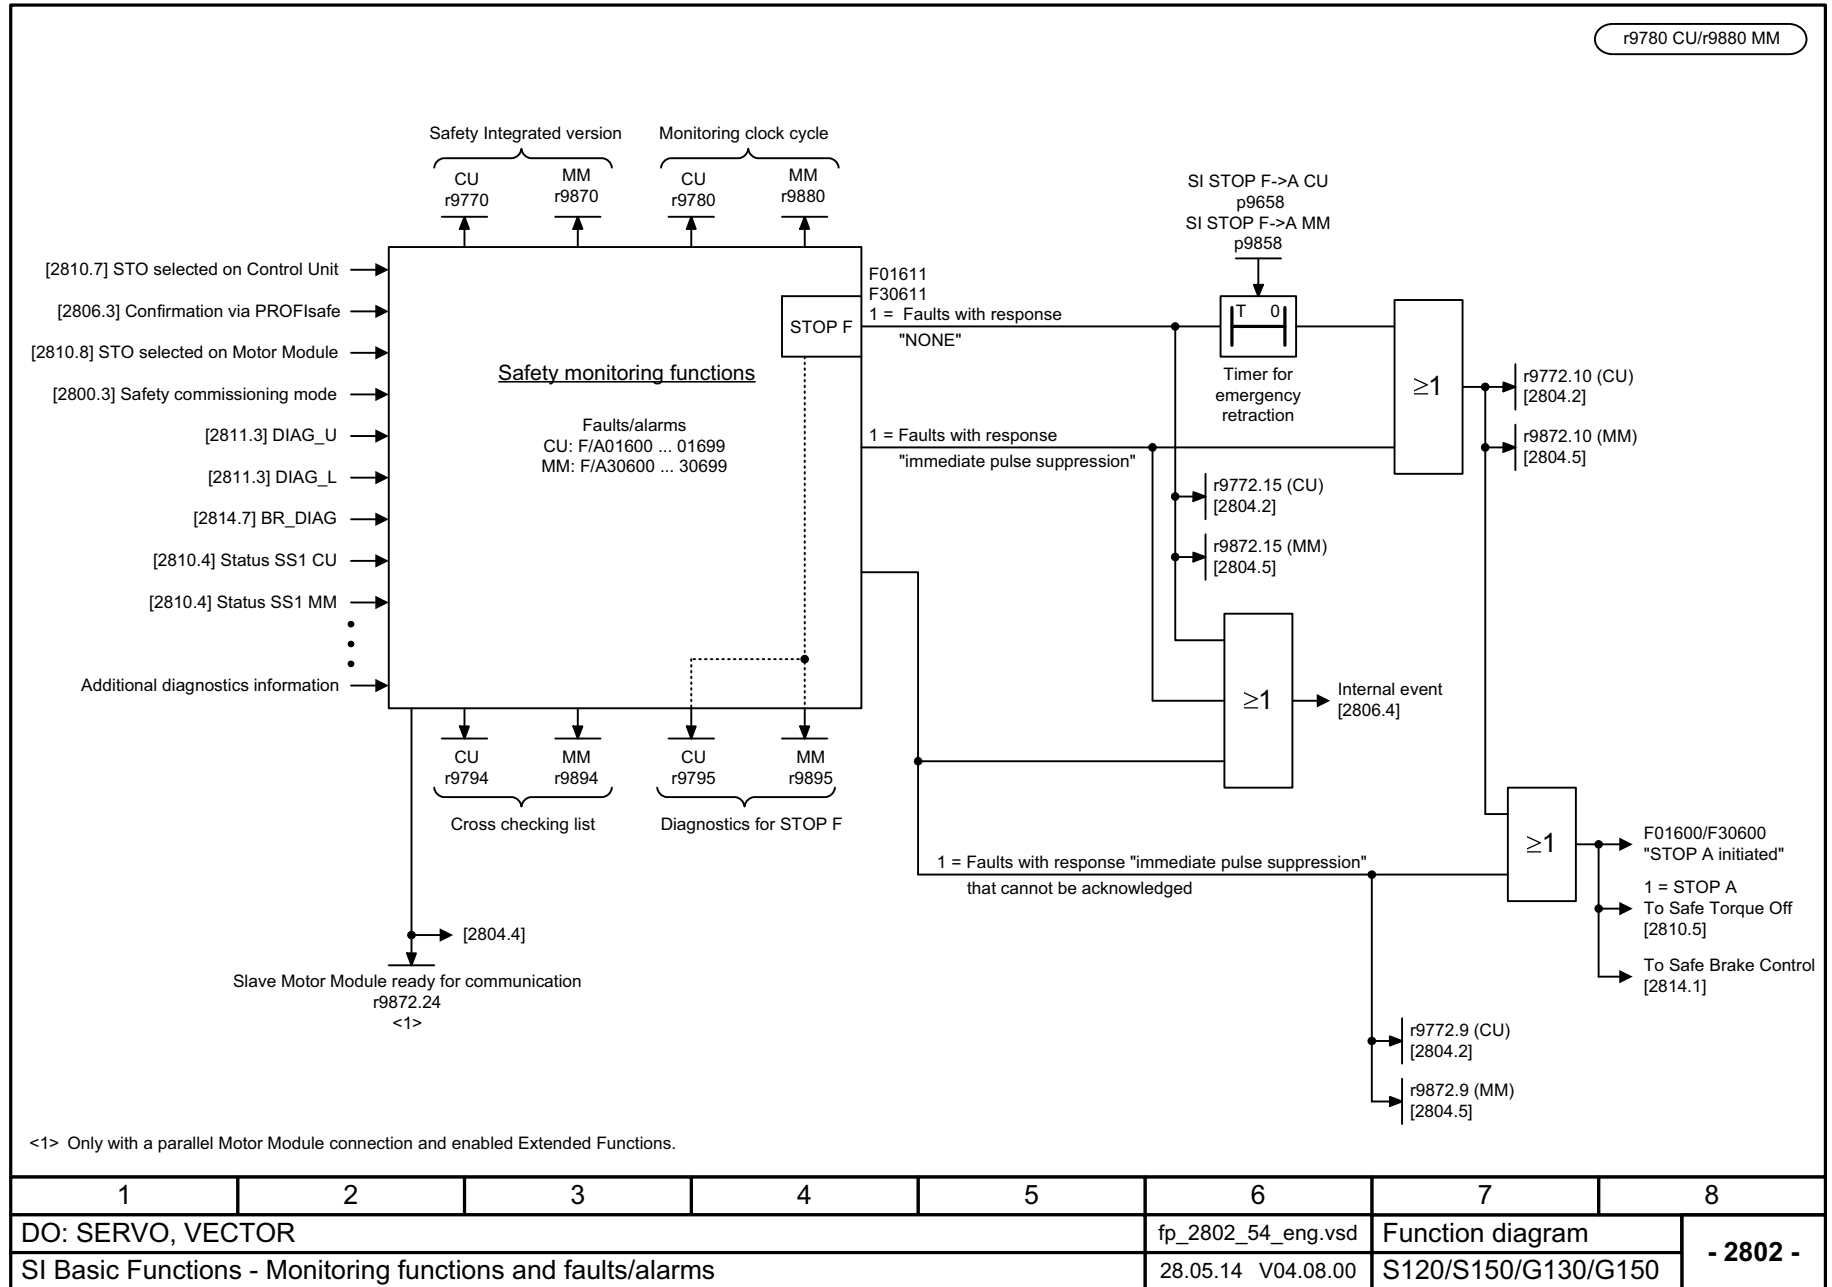 r9780 CU/r9880 MM
Safety Integrated version
Monitoring clock cycle
CU
r9770
MM
r9870
CU
r9780
MM
r9880
SI STOP F->A CU
p9658
SI STOP F->A MM
p9858
[2810.7] STO selected on Control Unit
[2806.3] Confirmation via PROFIsafe
[2810.8] STO selected on Motor Module
[2800.3] Safety commissioning mode
[2811.3] DIAG_U
[2811.3] DIAG_L
[2814.7] BR_DIAG
[2810.4] Status SS1 CU
[2810.4] Status SS1 MM
Additional diagnostics information
Safety monitoring functions
Faults/alarms
CU: F/A01600 ... 01699
MM: F/A30600 ... 30699
STOP F
F01611
F30611
1 = Faults with response
"NONE"
T 0
Timer for
emergency
retraction
≥1
r9772.10 (CU)
[2804.2]
r9872.10 (MM)
[2804.5]
1 = Faults with response
"immediate pulse suppression"
r9772.15 (CU)
[2804.2]
r9872.15 (MM)
[2804.5]
≥1
Internal event
[2806.4]
CU
r9794
MM
r9894
CU
r9795
MM
r9895
Cross checking list
Diagnostics for STOP F
1 = Faults with response "immediate pulse suppression"
that cannot be acknowledged
≥1
F01600/F30600
"STOP A initiated"
1 = STOP A
To Safe Torque Off
[2810.5]
To Safe Brake Control
[2814.1]
[2804.4]
Slave Motor Module ready for communication
r9872.24
<1>
r9772.9 (CU)
[2804.2]
r9872.9 (MM)
[2804.5]
<1> Only with a parallel Motor Module connection and enabled Extended Functions.
1 2 3 4 5 6 7 8
DO: SERVO, VECTOR
fp_2802_54_eng.vsd
Function diagram
- 2802 -
SI Basic Functions - Monitoring functions and faults/alarms
28.05.14 V04.08.00
S120/S150/G130/G150